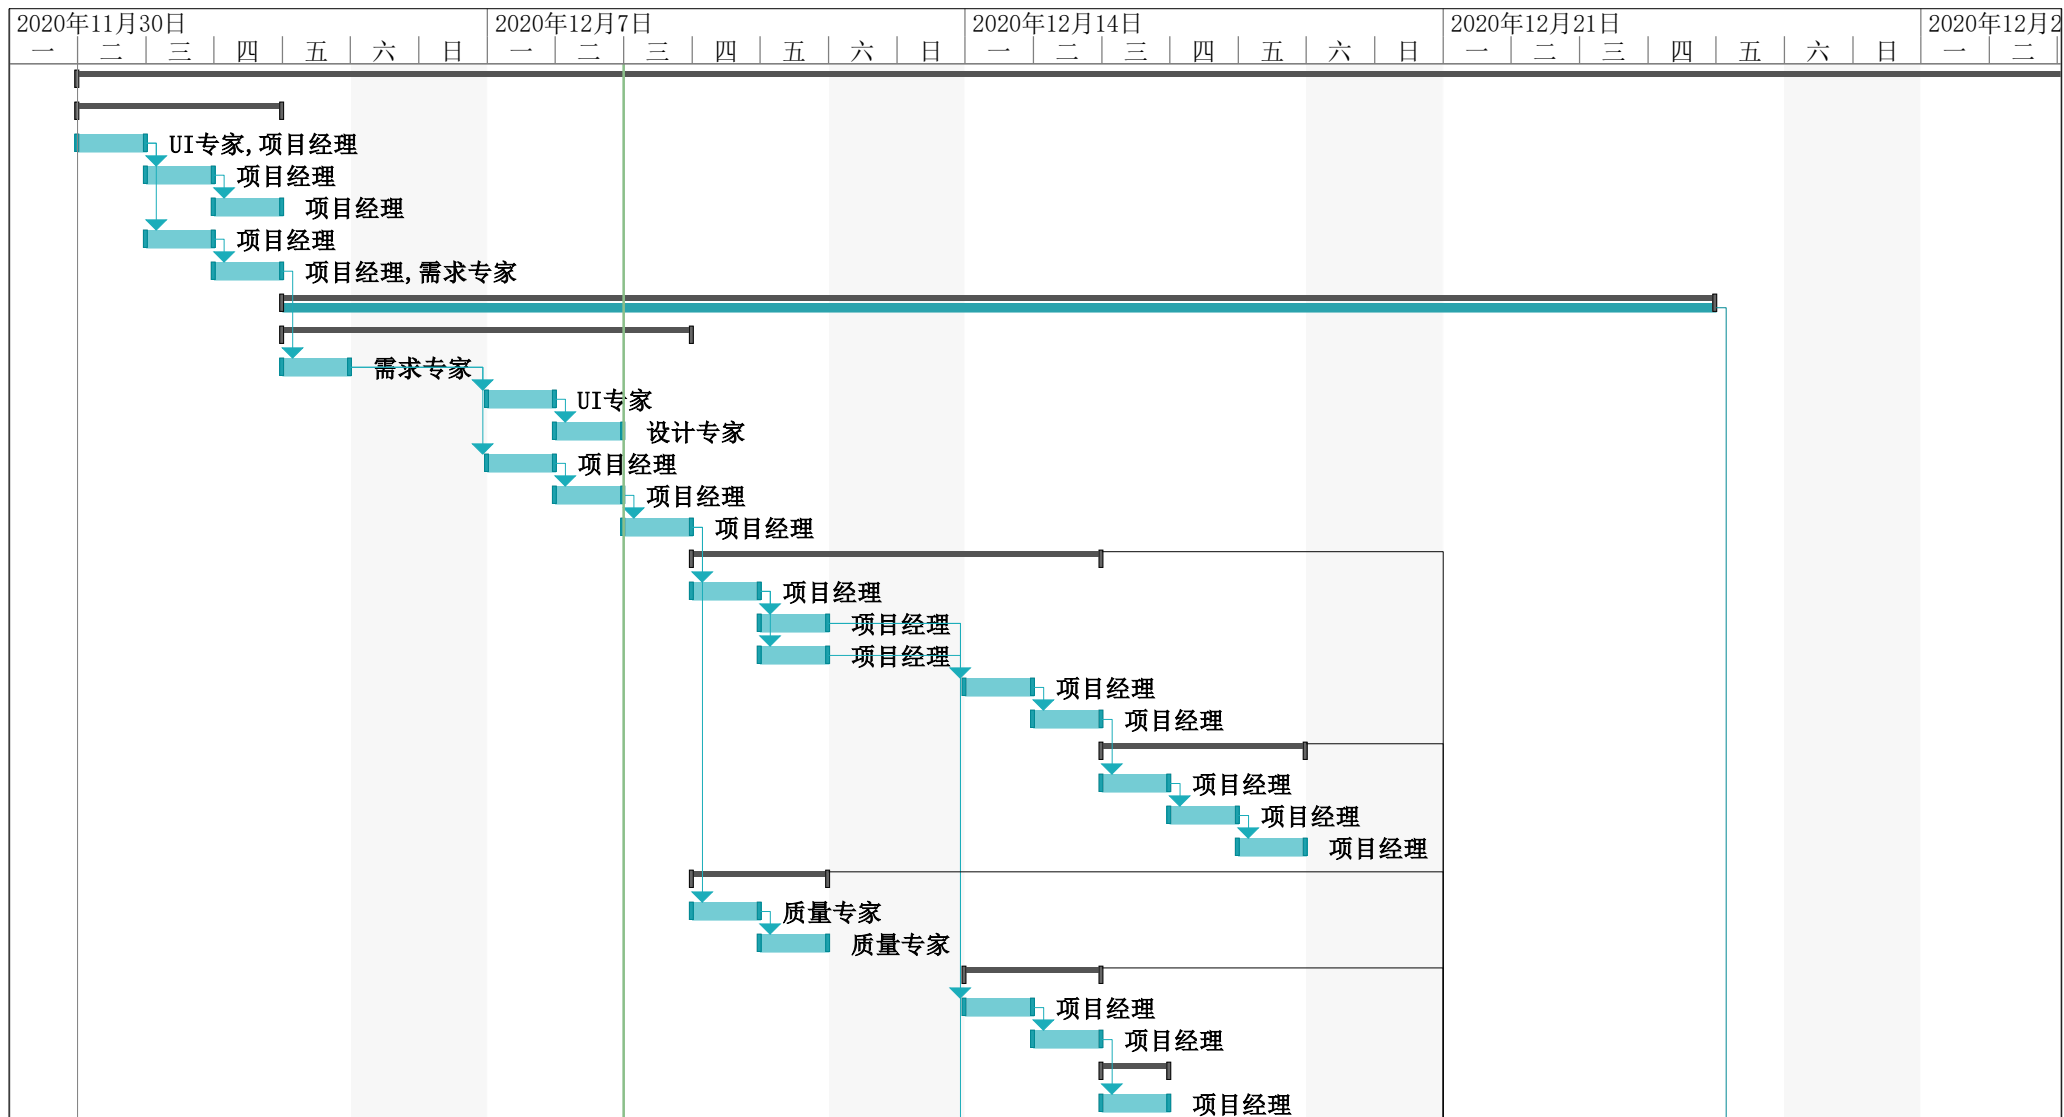 2020年11月30日 2020年12月7日 2020年12月14日 2020年12月21日 2020年12月2
一 二 三 四 五 六 日 一 二 三 四 五 六 日 一 二 三 四 五 六 日 一 二 三 四 五 六 日 一 二
UI专家,项目经理
项目经理
项目经理
项目经理
项目经理,需求专家
需求专家
UI专家
设计专家
项目经理
项目经理
项目经理
项目经理
项目经理
项目经理
项目经理
项目经理
项目经理
项目经理
项目经理
质量专家
质量专家
项目经理
项目经理
项目经理